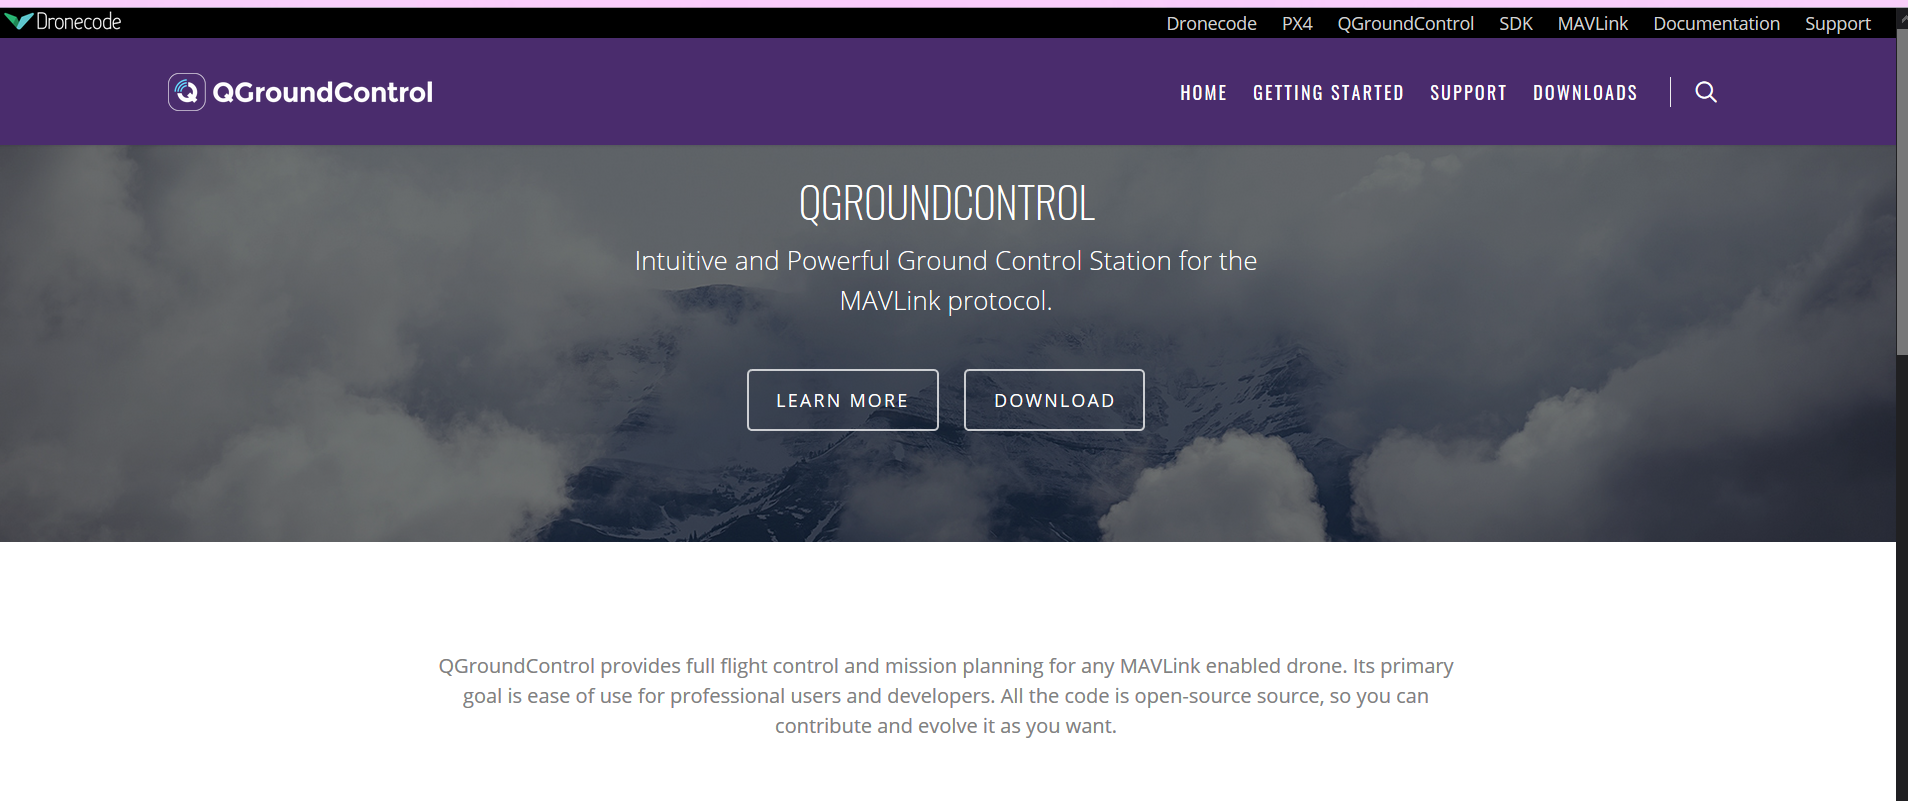 Dronecode
Dronecode PX4 QGroundControl SDK MAVLink Documentation Support
QGroundControl
HOME GETTING STARTED SUPPORT DOWNLOADS
QGROUNDCONTROL
Intuitive and Powerful Ground Control Station for the
MAVLink protocol.
LEARN MORE DOWNLOAD
QGroundControl provides full flight control and mission planning for any MAVLink enabled drone. Its primary
goal is ease of use for professional users and developers. All the code is open-source source, so you can
contribute and evolve it as you want.